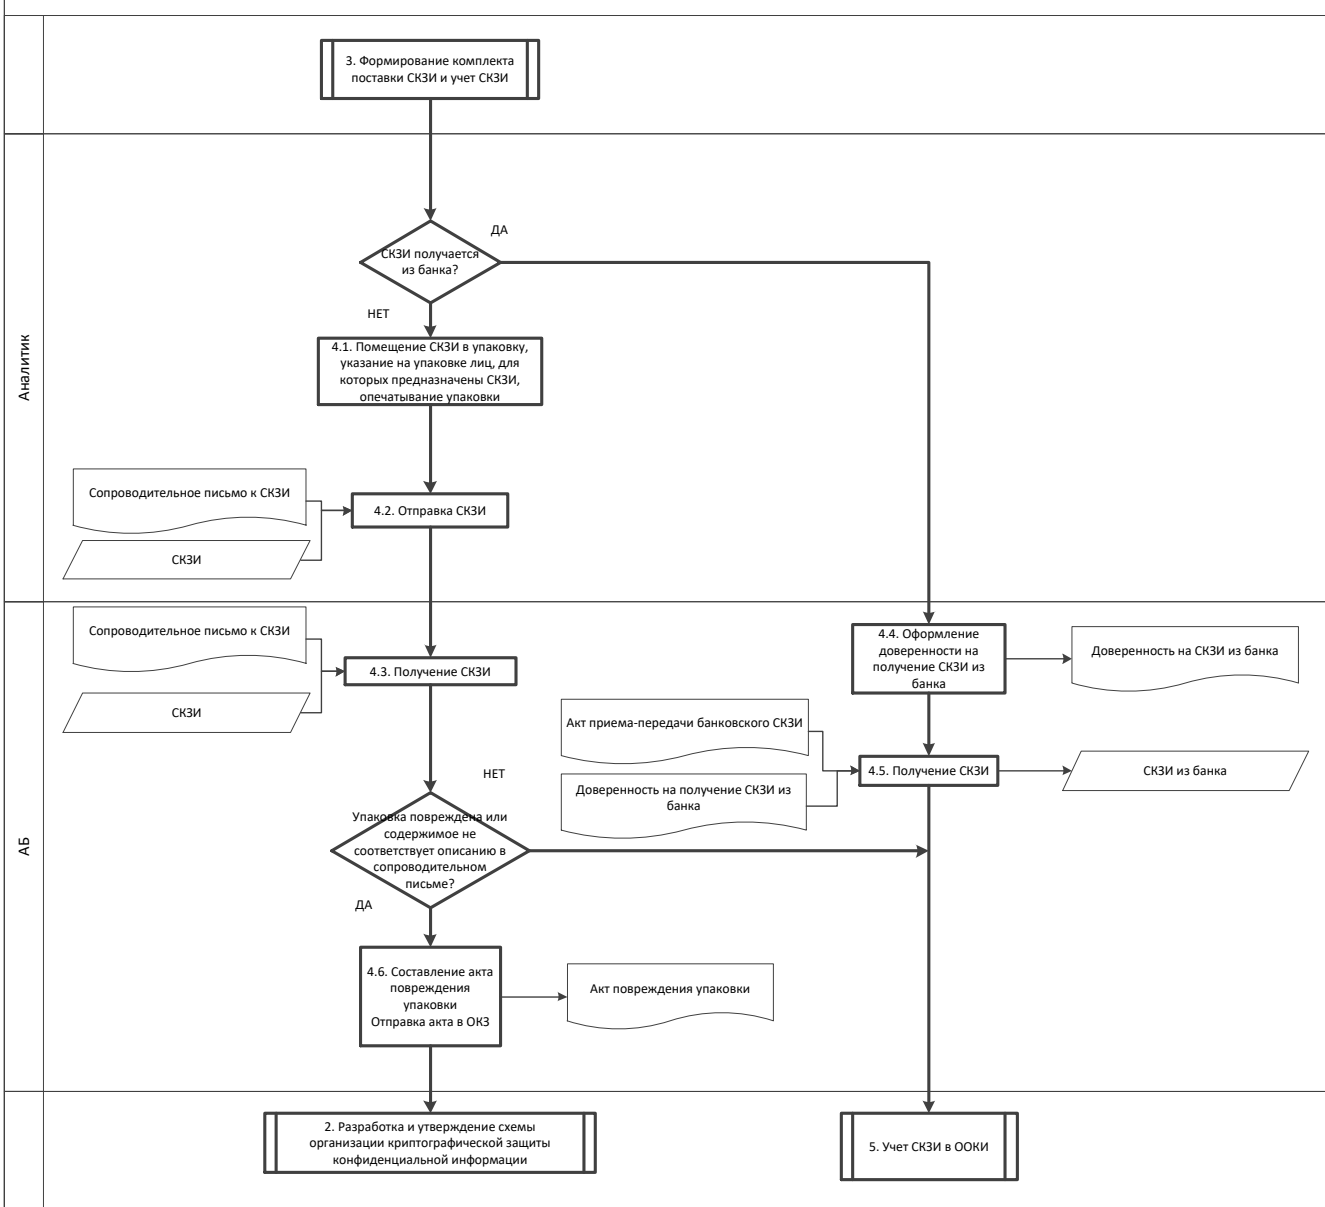 3. Формирование комплекта
поставки СКЗИ и учет СКЗИ
Аналитик
ДА
СКЗИ получается
из банка?
НЕТ
4.1. Помещение СКЗИ в упаковку,
указание на упаковке лиц, для
которых предназначены СКЗИ,
опечатывание упаковки
Сопроводительное письмо к СКЗИ
4.2. Отправка СКЗИ
СКЗИ
АБ
Сопроводительное письмо к СКЗИ
4.3. Получение СКЗИ
СКЗИ
4.4. Оформление
доверенности на
получение СКЗИ из
банка
Доверенность на СКЗИ из банка
Акт приема-передачи банковского СКЗИ
4.5. Получение СКЗИ
СКЗИ из банка
Доверенность на получение СКЗИ из
банка
НЕТ
Упаковка повреждена или
содержимое не
соответствует описанию в
сопроводительном
письме?
ДА
4.6. Составление акта
повреждения
упаковки
Отправка акта в ОКЗ
Акт повреждения упаковки
2. Разработка и утверждение схемы
организации криптографической защиты
конфиденциальной информации
5. Учет СКЗИ в ООКИ